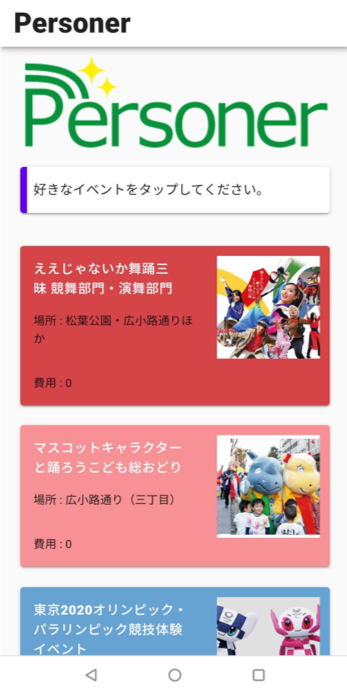 Personer
Personer
好きなイベントをタップしてください。
ええじゃないか舞踊三
昧 競舞部門・演舞部門
場所 : 松葉公園・広小路通りほ
か
費用 : 0
マスコットキャラクター
と踊ろうこども総おどり
場所 : 広小路通り（三丁目）
費用 : 0
東京2020オリンピック・
パラリンピック競技体験
イベント